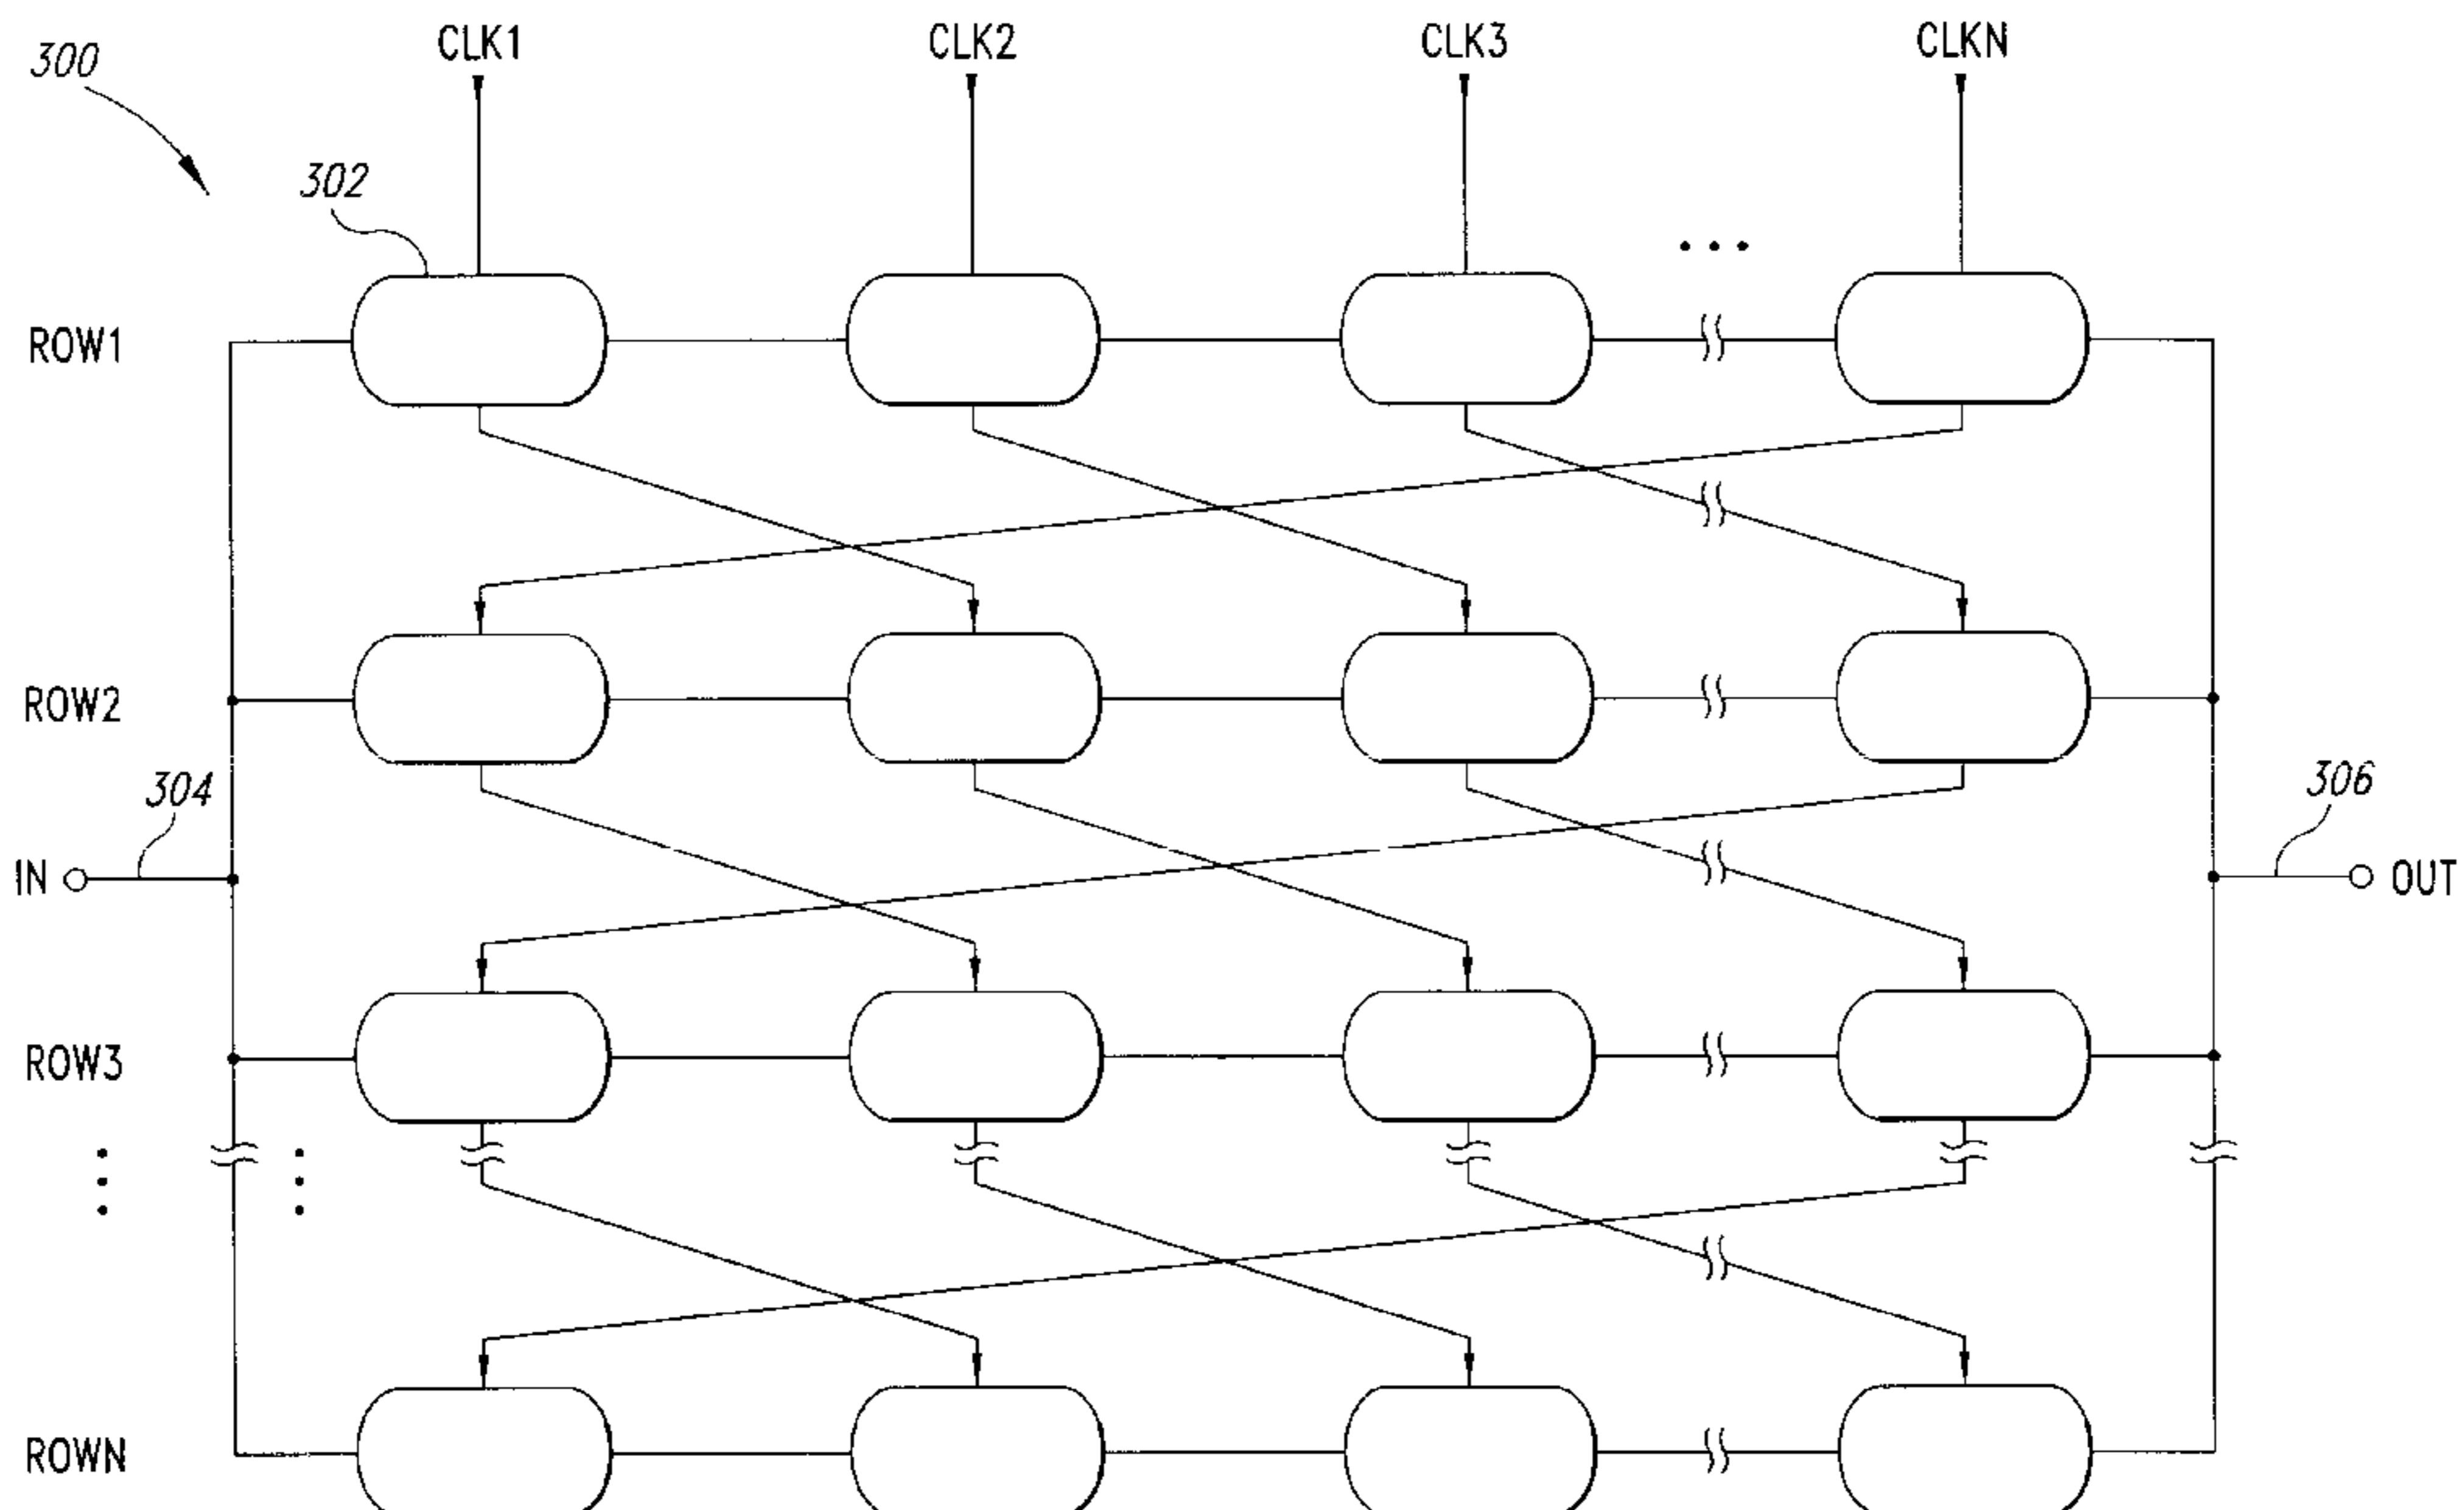 300
CLK1
CLK2
CLK3
CLKN
302
ROW1
ROW2
304
306
IN
OUT
ROW3
ROWN